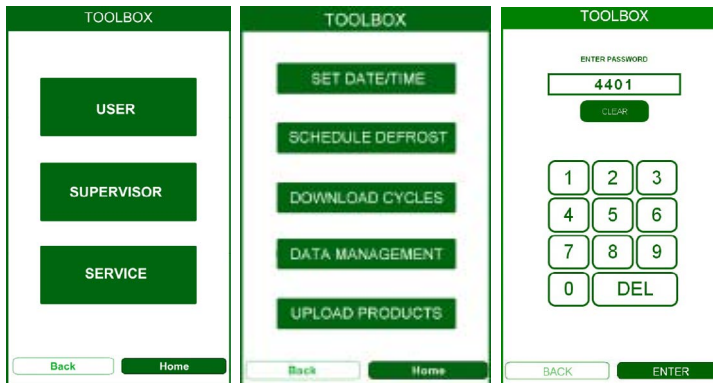 TOOLBOX
USER
SUPERVISOR
SERVICE
Back Home
TOOLBOX
SET DATE/TIME
SCHEDULE DEFROST
DOWNLOAD CYCLES
DATA MANAGEMENT
UPLOAD PRODUCTS
Back Home
TOOLBOX
ENTER PASSWORD
4401
CLEAR
1 2 3
4 5 6
7 8 9
0 DEL
BACK ENTER